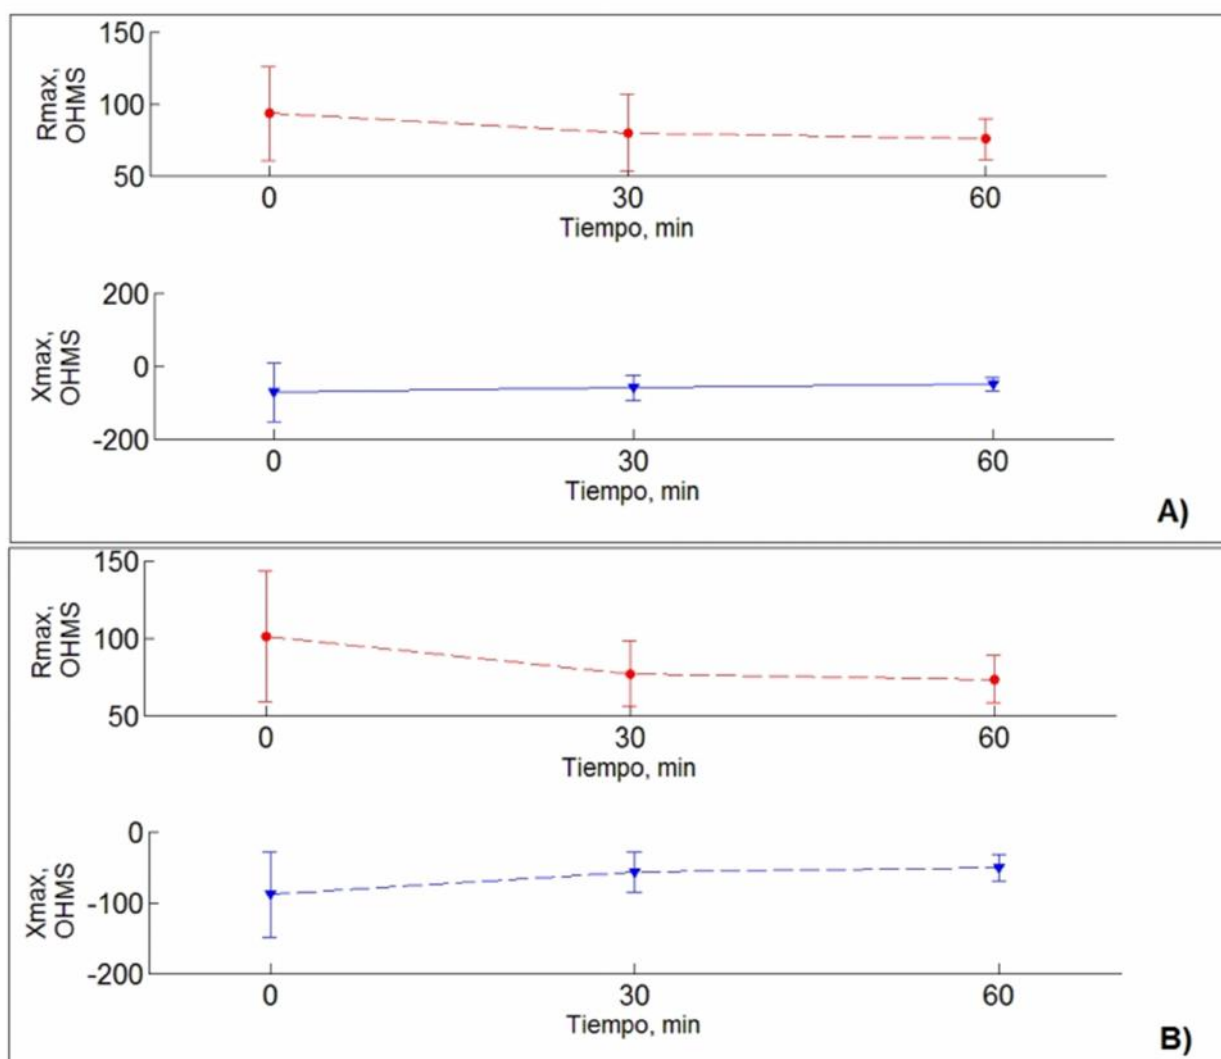 150
100
50
Rmax,
OHMS
0 30 60
Tiempo, min
200
0
-200
Xmax,
OHMS
0 30 60
Tiempo, min
A)
150
100
50
Rmax,
OHMS
0 30 60
Tiempo, min
0
-100
-200
Xmax,
OHMS
0 30 60
Tiempo, min
B)